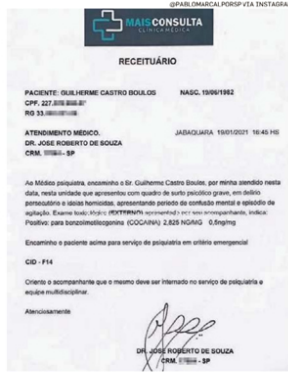 @PABLOMARCALPORSP VIA INSTAGRA
MAIS CONSULTA
CLÍNICA MÉDICA
RECEITUÁRIO
PACIENTE: GUILHERME CASTRO BOULOS NASC. 19/06/1982
CPF. 227.
RG 33.
ATENDIMENTO MÉDICO. JABAQUARA 19/01/2021 16:45 HS
DR. JOSE ROBERTO DE SOUZA
CRM. - SP
Ao Médico psiquiatra, encaminho o Sr. Guilherme Castro Boulos, por mim atendido nesta
data, nesta unidade que apresentou com quadro de surto psicótico grave, em delírio
persecutório e ideias homicidas, apresentando período de confusão mental e episódio de
agitação. Exame toxicológico (EXTERNO) apresentado por seu acompanhante, indica:
Positivo: para benzoilmetilecgonina (COCAÍNA) 2,625 NG/MG 0,5ng/mg
Encaminho o paciente acima para serviço de psiquiatria em critério emergencial
CID - F14
Oriento o acompanhante que o mesmo deve ser internado no serviço de psiquiatria e
equipe multidisciplinar.
Atenciosamente
DR. JOSE ROBERTO DE SOUZA
CRM. - SP